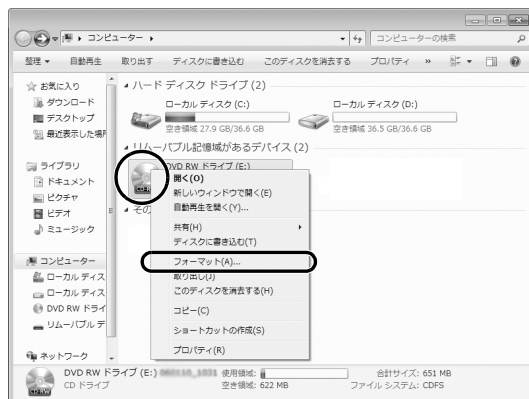 コンピューター
コンピューターの検索
整理 自動再生 取り出す ディスクに書き込む このディスクを消去する プロパティ »
お気に入り
ダウンロード
デスクトップ
最近表示した場所
ライブラリ
ドキュメント
ピクチャ
ビデオ
ミュージック
コンピューター
ローカル ディス
ローカル ディス
DVD RW ドライ
リムーバブル デ
ネットワーク
ハード ディスク ドライブ (2)
ローカル ディスク (C:)
空き領域 27.9 GB/36.6 GB
ローカル ディスク (D:)
空き領域 36.5 GB/36.6 GB
リムーバブル記憶域があるデバイス (2)
DVD RW ドライブ (E:)
CD-RW
その
開く(O)
新しいウィンドウで開く(E)
自動再生を開く(Y)...
共有(H)
ディスクに書き込む(T)
フォーマット(A)...
取り出し(J)
このディスクを消去する(H)
コピー(C)
ショートカットの作成(S)
プロパティ(R)
DVD RW ドライブ (E:) 使用領域: 合計サイズ: 651 MB
CD ドライブ 空き領域: 622 MB ファイル システム: CDFS
CD-RW